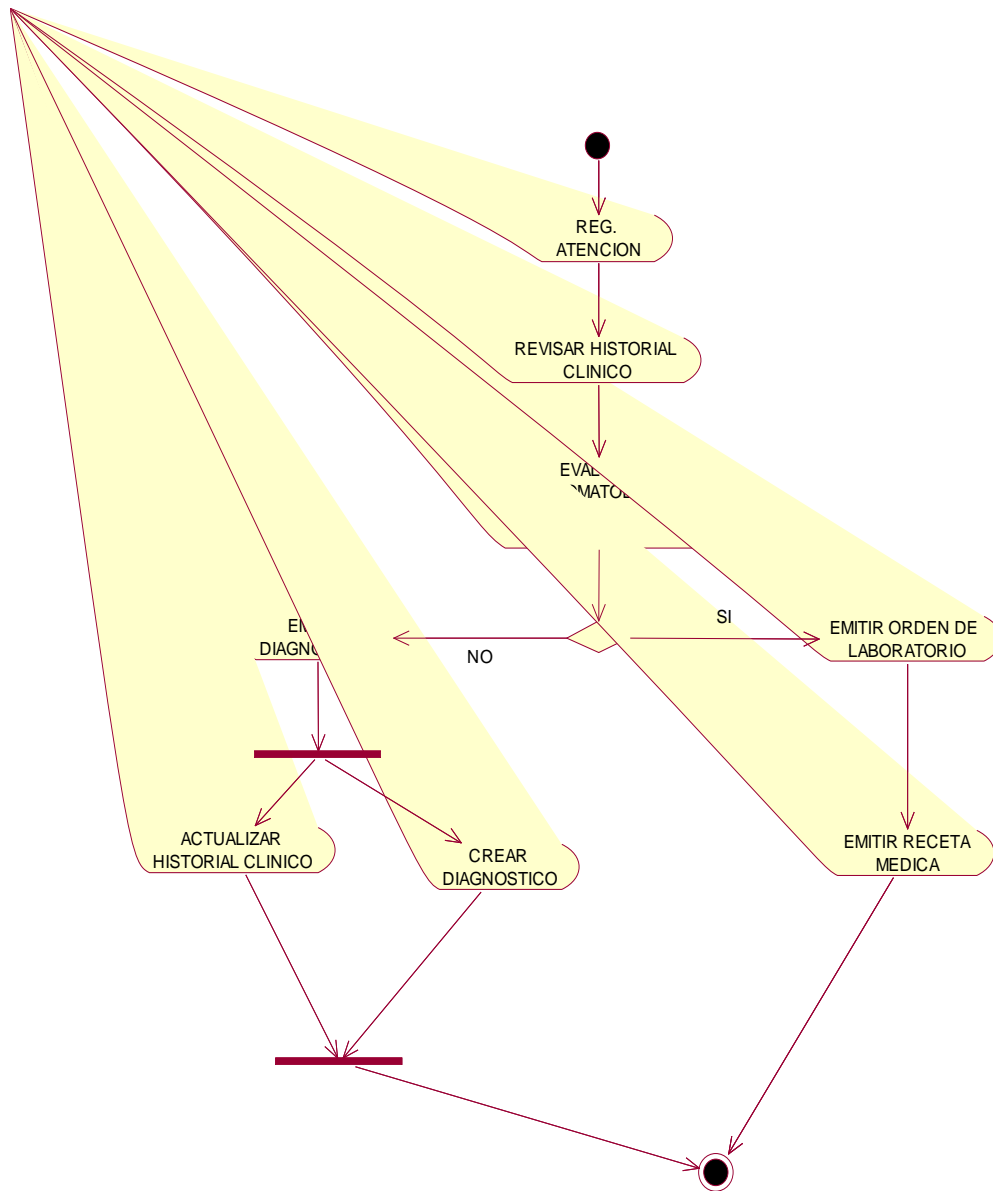 REG.
ATENCION
REVISAR HISTORIAL
CLINICO
SI
EMITIR ORDEN DE
LABORATORIO
NO
ACTUALIZAR
HISTORIAL CLINICO
CREAR
DIAGNOSTICO
EMITIR RECETA
MEDICA